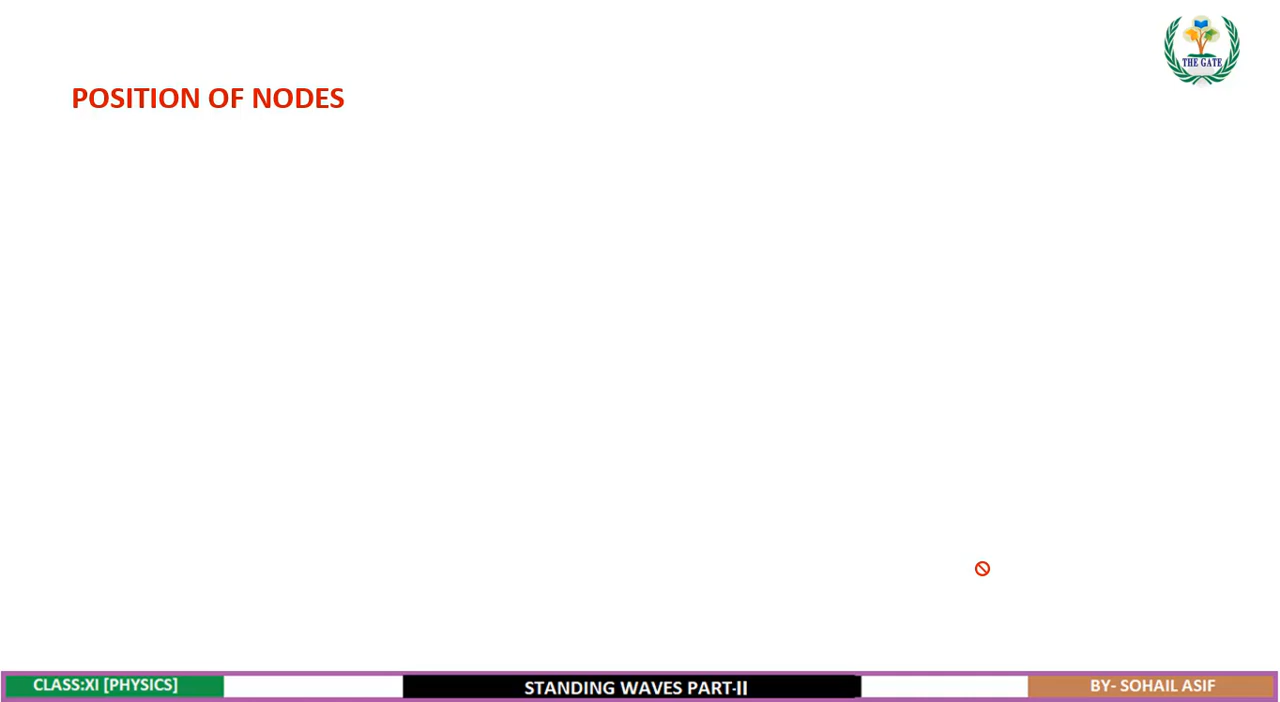 THE GATE
POSITION OF NODES
CLASS:XI [PHYSICS]
STANDING WAVES PART-II
BY- SOHAIL ASIF